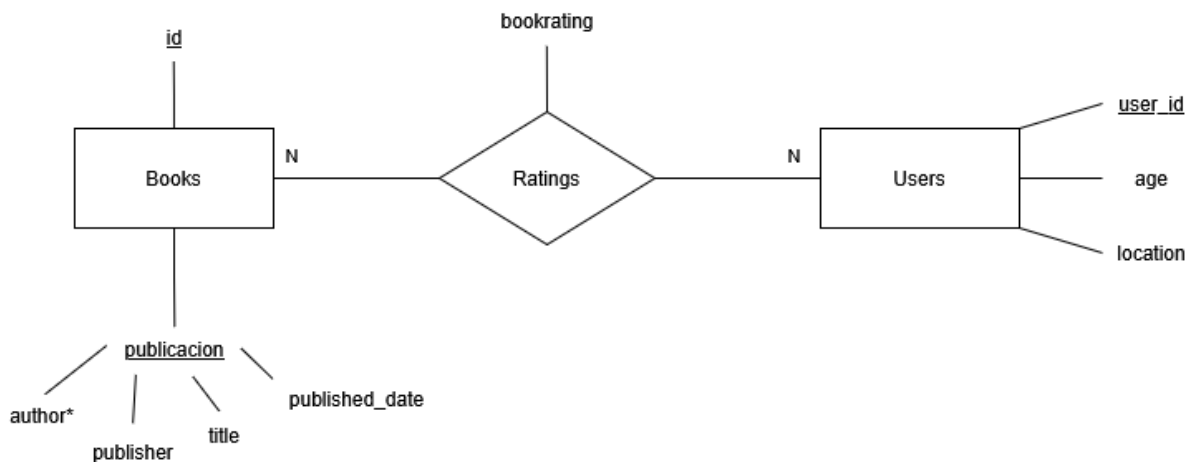 bookrating
id
user_id
Books
N
Ratings
N
Users
age
location
publicacion
author*
publisher
title
published_date